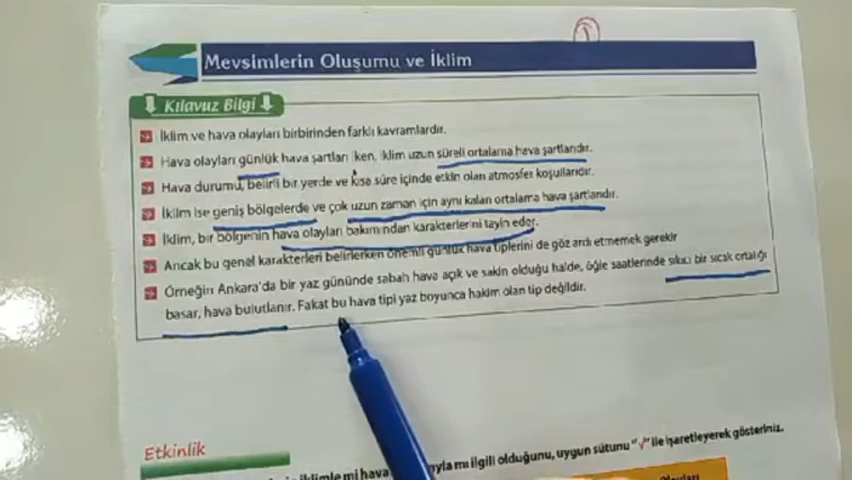 1
Mevsimlerin Oluşumu ve İklim
Kılavuz Bilgi
İklim ve hava olayları birbirinden farklı kavramlardır.
Hava olayları günlük hava şartları iken, iklim uzun süreli ortalama hava şartlarıdır.
Hava durumu, belirli bir yerde ve kısa süre içinde etkin olan atmosfer koşullarıdır.
İklim ise geniş bölgelerde ve çok uzun zaman için aynı kalan ortalama hava şartlarıdır.
İklim, bir bölgenin hava olayları bakımından karakterlerini tayin eder.
Ancak bu genel karakterleri belirlerken önemli günlük hava tiplerini de göz ardı etmemek gerekir
Örneğin Ankara'da bir yaz gününde sabah hava açık ve sakin olduğu halde, öğle saatlerinde sıkıcı bir sıcak ortalığı
basar, hava bulutlanır. Fakat bu hava tipi yaz boyunca hakim olan tip değildir.
Etkinlik
iklimle mi hava yla mı ilgili olduğunu, uygun sütunu "√" ile işaretleyerek gösteriniz.